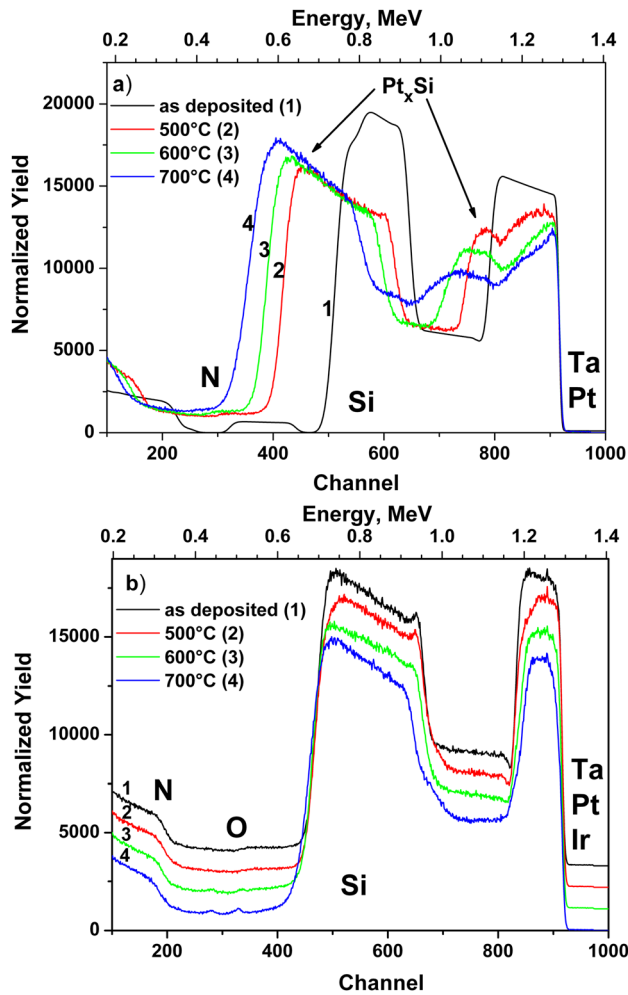 Energy, MeV
0.2 0.4 0.6 0.8 1.0 1.2 1.4
a)
as deposited (1)
500°C (2)
600°C (3)
700°C (4)
PtxSi
20000
15000
10000
5000
0
Normalized Yield
4
3
2
1
N
Si
Ta
Pt
200 400 600 800 1000
Channel
Energy, MeV
0.2 0.4 0.6 0.8 1.0 1.2 1.4
b)
as deposited (1)
500°C (2)
600°C (3)
700°C (4)
15000
10000
5000
0
Normalized Yield
1
2
3
4
N
O
Si
Ta
Pt
Ir
200 400 600 800 1000
Channel